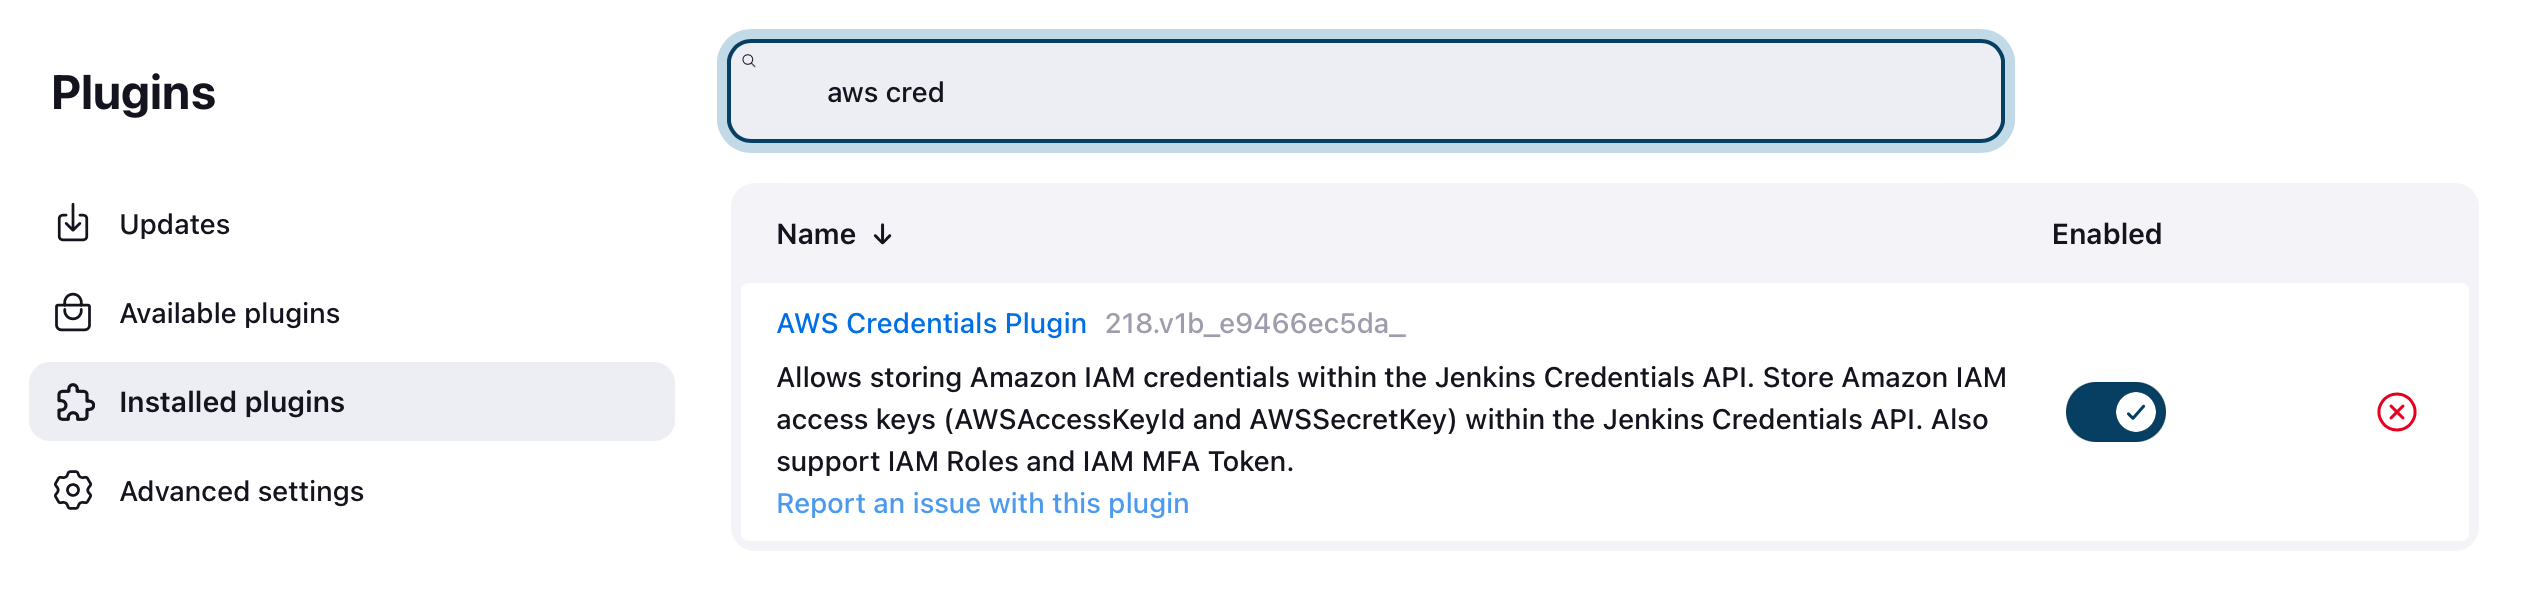 Plugins
Updates
Available plugins
Installed plugins
Advanced settings
aws cred
Name ↓
Enabled
AWS Credentials Plugin 218.v1b_e9466ec5da_
Allows storing Amazon IAM credentials within the Jenkins Credentials API. Store Amazon IAM
access keys (AWSAccessKeyId and AWSSecretKey) within the Jenkins Credentials API. Also
support IAM Roles and IAM MFA Token.
Report an issue with this plugin